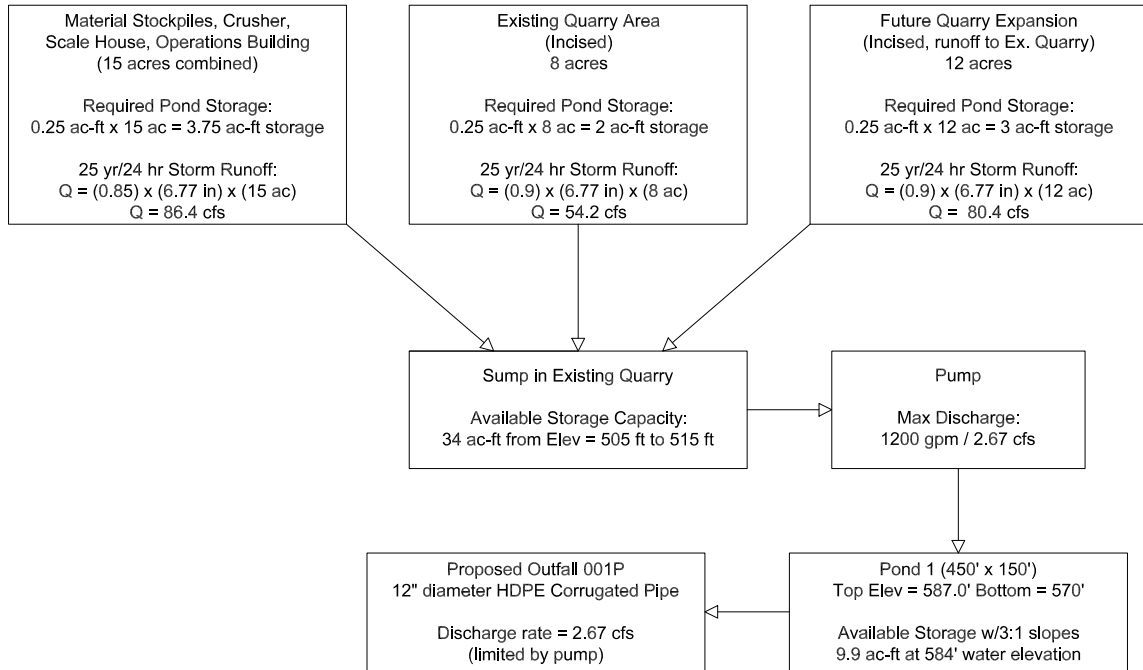 Material Stockpiles, Crusher,
Scale House, Operations Building
(15 acres combined)
Required Pond Storage:
0.25 ac-ft x 15 ac = 3.75 ac-ft storage
25 yr/24 hr Storm Runoff:
Q = (0.85) x (6.77 in) x (15 ac)
Q = 86.4 cfs
Existing Quarry Area
(Incised)
8 acres
Required Pond Storage:
0.25 ac-ft x 8 ac = 2 ac-ft storage
25 yr/24 hr Storm Runoff:
Q = (0.9) x (6.77 in) x (8 ac)
Q = 54.2 cfs
Future Quarry Expansion
(Incised, runoff to Ex. Quarry)
12 acres
Required Pond Storage:
0.25 ac-ft x 12 ac = 3 ac-ft storage
25 yr/24 hr Storm Runoff:
Q = (0.9) x (6.77 in) x (12 ac)
Q = 80.4 cfs
Sump in Existing Quarry
Available Storage Capacity:
34 ac-ft from Elev = 505 ft to 515 ft
Pump
Max Discharge:
1200 gpm / 2.67 cfs
Pond 1 (450' x 150')
Top Elev = 587.0' Bottom = 570'
Available Storage w/3:1 slopes
9.9 ac-ft at 584' water elevation
Proposed Outfall 001P
12" diameter HDPE Corrugated Pipe
Discharge rate = 2.67 cfs
(limited by pump)